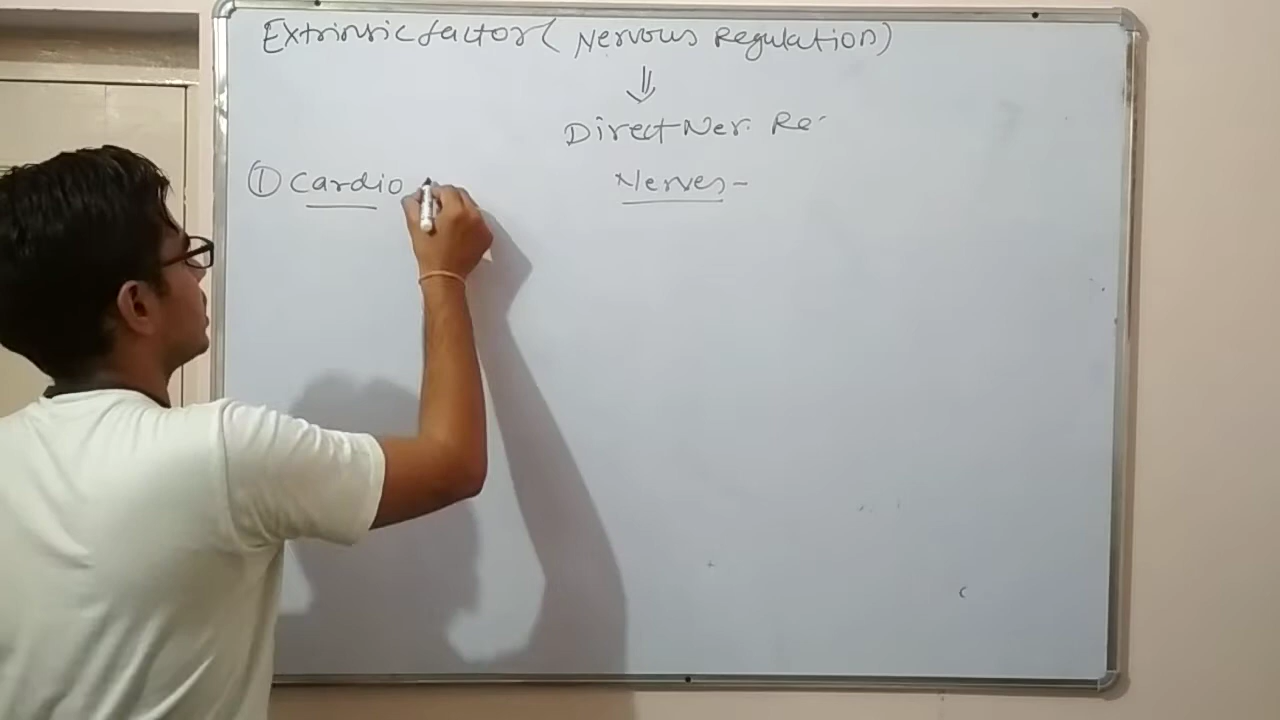 Extrinsic factor ( Nervous Regulation)
⇓
Direct Ner. Re.
① Cardio
Nerves -